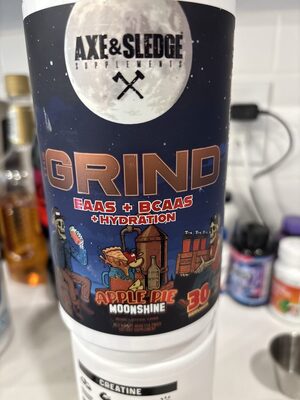 AXE&SLEDGE
SUPPLEMENTS
GRIND
EAAS + BCAAS
+HYDRATION
APPLE PIE
MOONSHINE
30
CREATINE